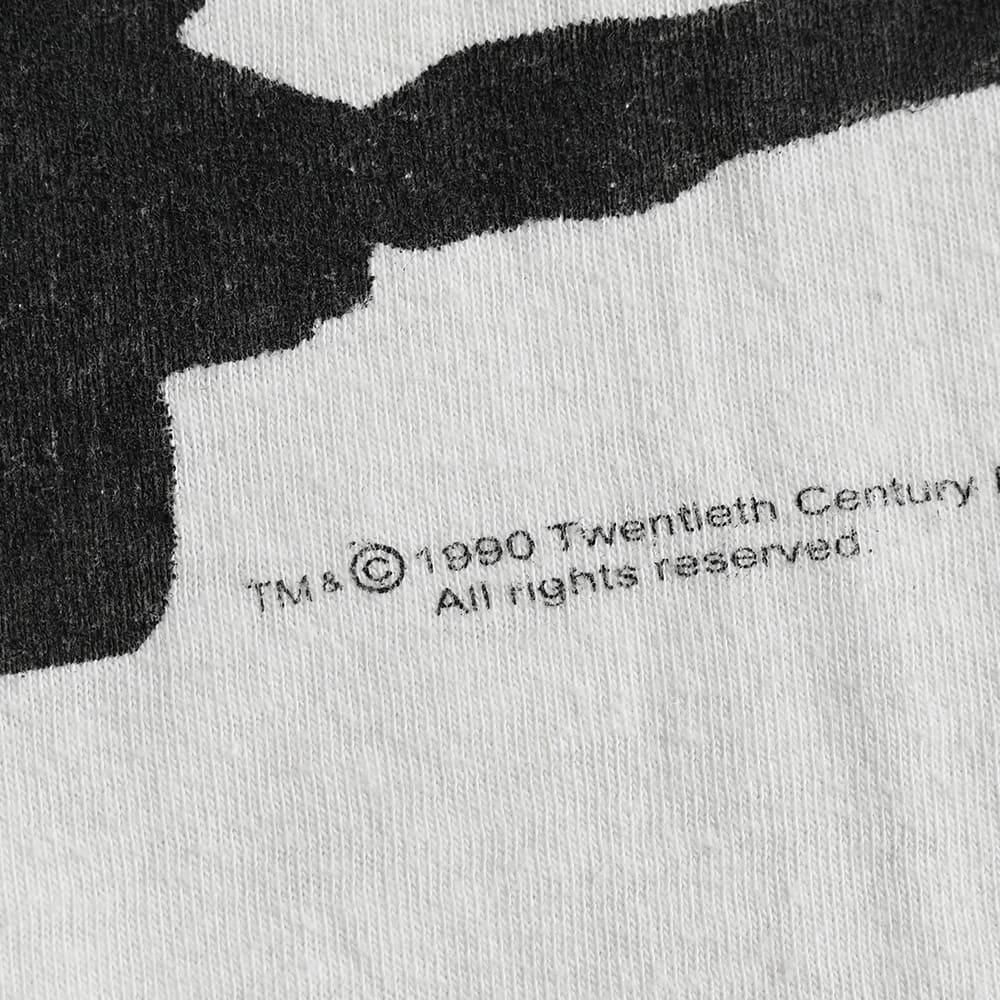 TM & © 1990 Twentieth Century
All rights reserved.